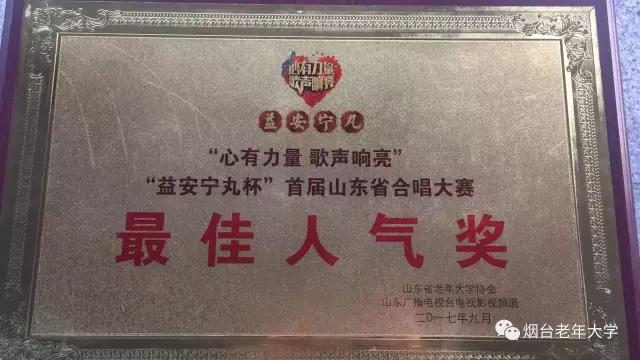 心有力量
歌声响亮
益安宁丸
“心有力量 歌声响亮”
“益安宁丸杯”首届山东省合唱大赛
最佳人气奖
山东省老年大学协会
山东广播电视台电视影视频道
二〇一七年九月
烟台老年大学